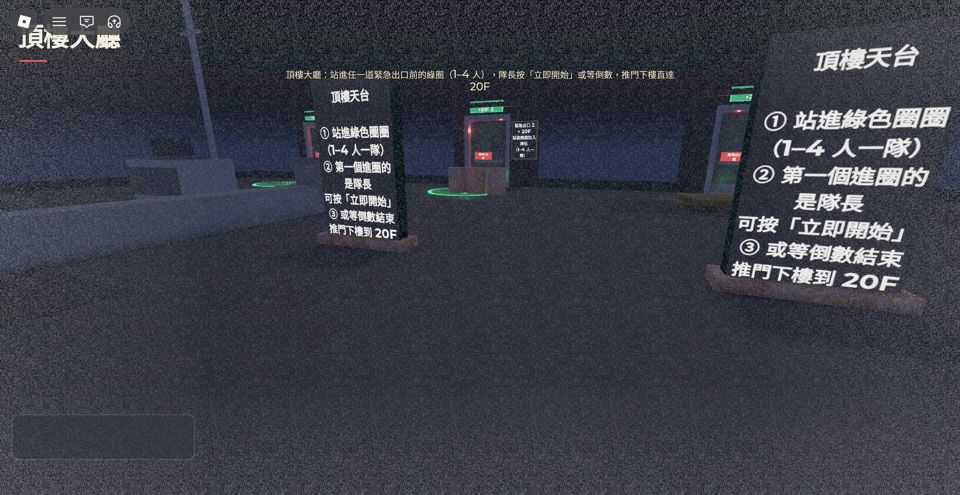 頂樓大廳
頂樓大廳：站進任一道緊急出口前的綠圈（1–4 人），隊長按「立即開始」或等倒數，推門下樓直達
20F
頂樓天台
① 站進綠色圈圈
（1–4 人一隊）
② 第一個進圈的
是隊長
可按「立即開始」
③ 或等倒數結束
推門下樓到 20F
緊急出口 2
頂樓天台
① 站進綠色圈圈
（1–4 人一隊）
② 第一個進圈的
是隊長
可按「立即開始」
③ 或等倒數結束
推門下樓到 20F